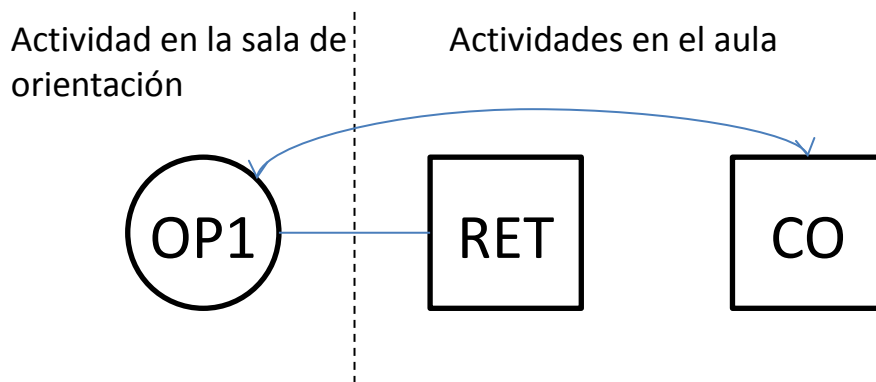 Actividad en la sala de
orientación
Actividades en el aula
OP1
RET
CO